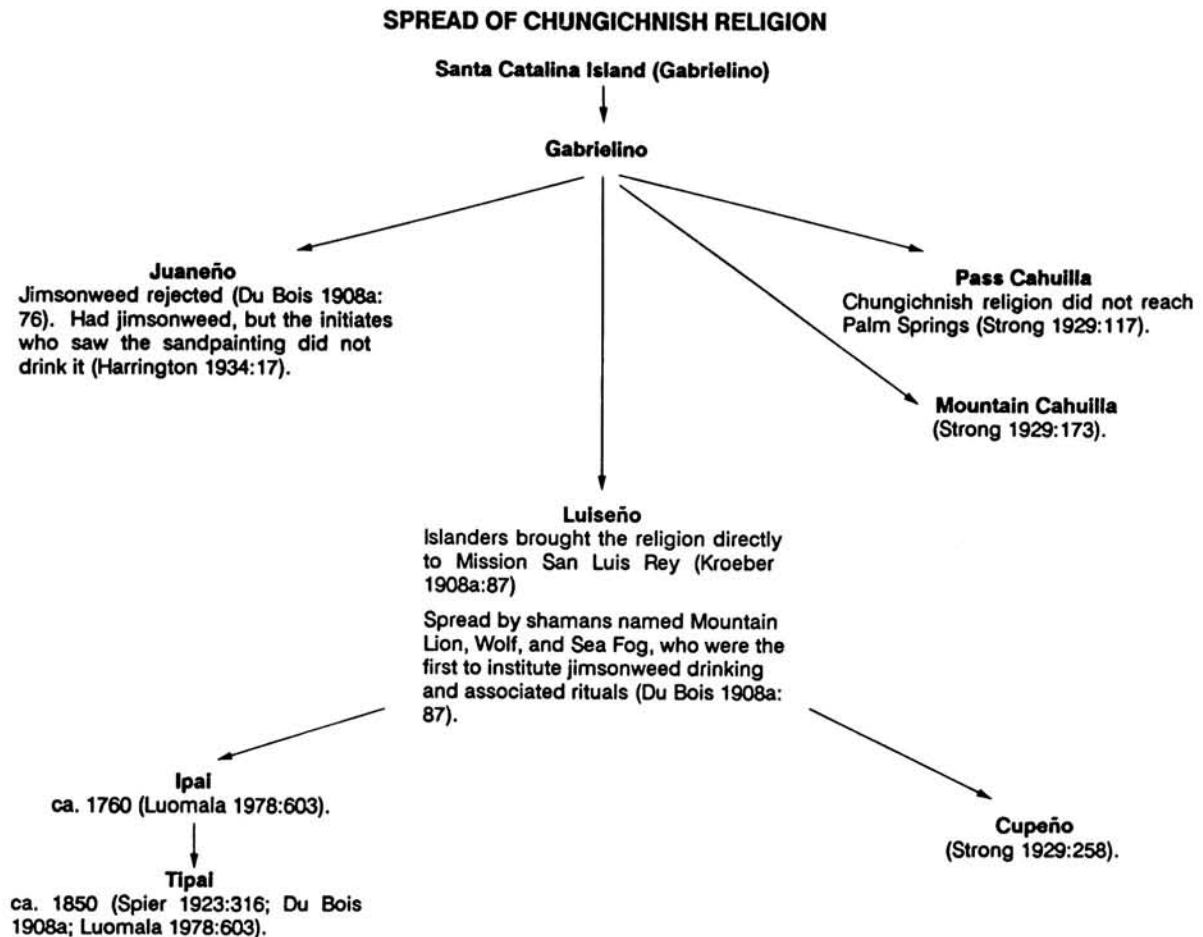 SPREAD OF CHUNGICHNISH RELIGION
Santa Catalina Island (Gabrielino)
Gabrielino
Juaneño
Jimsonweed rejected (Du Bois 1908a:
76). Had jimsonweed, but the initiates
who saw the sandpainting did not
drink it (Harrington 1934:17).
Pass Cahuilla
Chungichnish religion did not reach
Palm Springs (Strong 1929:117).
Mountain Cahuilla
(Strong 1929:173).
Luiseño
Islanders brought the religion directly
to Mission San Luis Rey (Kroeber
1908a:87)
Spread by shamans named Mountain
Lion, Wolf, and Sea Fog, who were the
first to institute jimsonweed drinking
and associated rituals (Du Bois 1908a:
87).
Ipai
ca. 1760 (Luomala 1978:603).
Cupeño
(Strong 1929:258).
Tipai
ca. 1850 (Spier 1923:316; Du Bois
1908a; Luomala 1978:603).